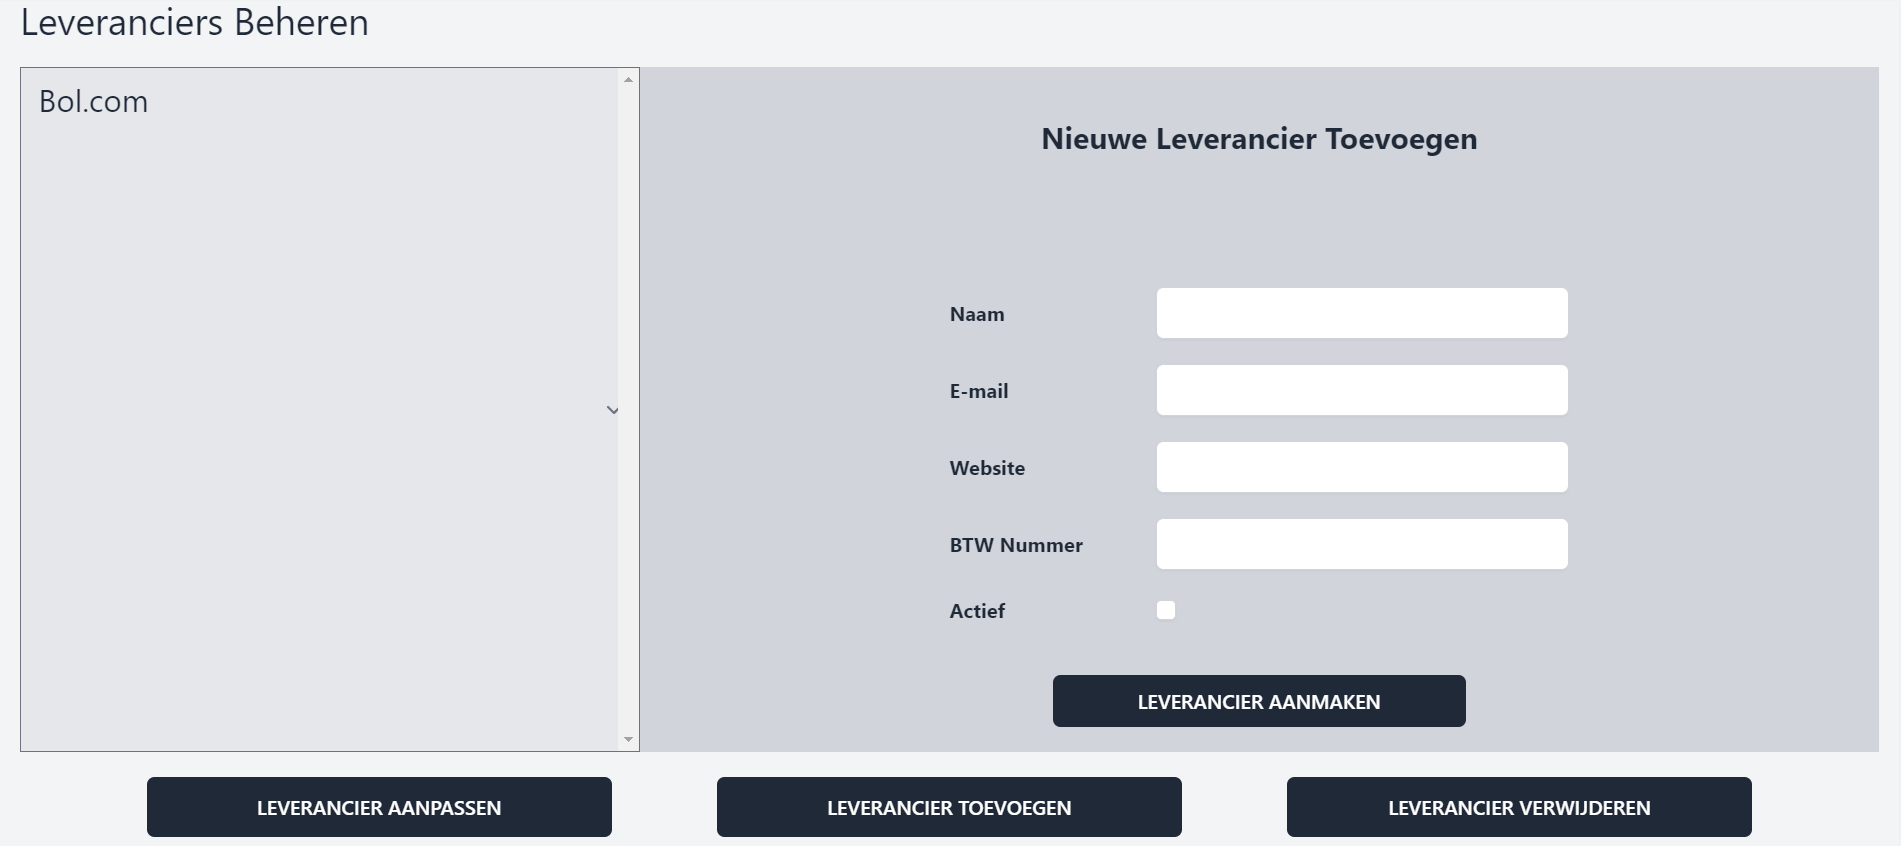 Leveranciers Beheren
Bol.com
Nieuwe Leverancier Toevoegen
Naam
E-mail
Website
BTW Nummer
Actief
LEVERANCIER AANMAKEN
LEVERANCIER AANPASSEN
LEVERANCIER TOEVOEGEN
LEVERANCIER VERWIJDEREN